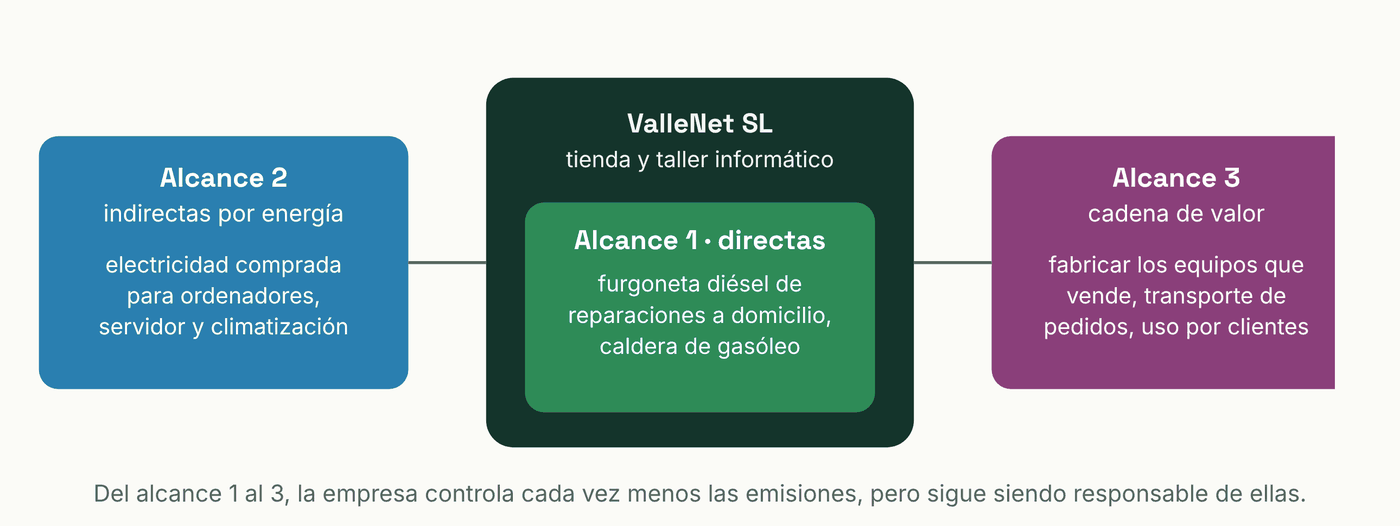 Alcance 2
indirectas por energía
electricidad comprada
para ordenadores,
servidor y climatización
ValleNet SL
tienda y taller informático
Alcance 1 · directas
furgoneta diésel de
reparaciones a domicilio,
caldera de gasóleo
Alcance 3
cadena de valor
fabricar los equipos que
vende, transporte de
pedidos, uso por clientes
Del alcance 1 al 3, la empresa controla cada vez menos las emisiones, pero sigue siendo responsable de ellas.